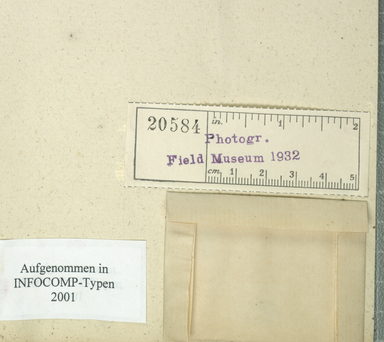 20584
in. 1 2
Photogr.
Field Museum 1932
cm. 1 2 3 4 5
Aufgenommen in
INFOCOMP-Typen
2001